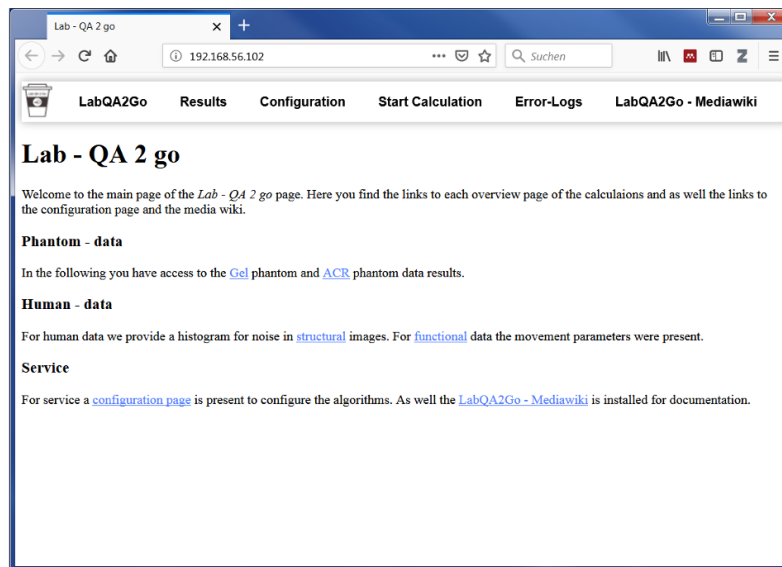 Lab - QA 2 go
192.168.56.102
Suchen
LabQA2Go Results Configuration Start Calculation Error-Logs LabQA2Go - Mediawiki
Lab - QA 2 go
Welcome to the main page of the Lab - QA 2 go page. Here you find the links to each overview page of the calculaions and as well the links to
the configuration page and the media wiki.
Phantom - data
In the following you have access to the Gel phantom and ACR phantom data results.
Human - data
For human data we provide a histogram for noise in structural images. For functional data the movement parameters were present.
Service
For service a configuration page is present to configure the algorithms. As well the LabQA2Go - Mediawiki is installed for documentation.